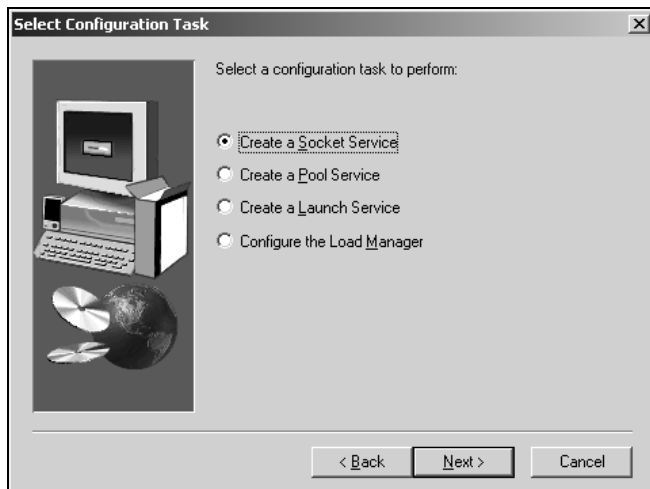 Select Configuration Task
Select a configuration task to perform:
Create a Socket Service
Create a Pool Service
Create a Launch Service
Configure the Load Manager
< Back
Next >
Cancel